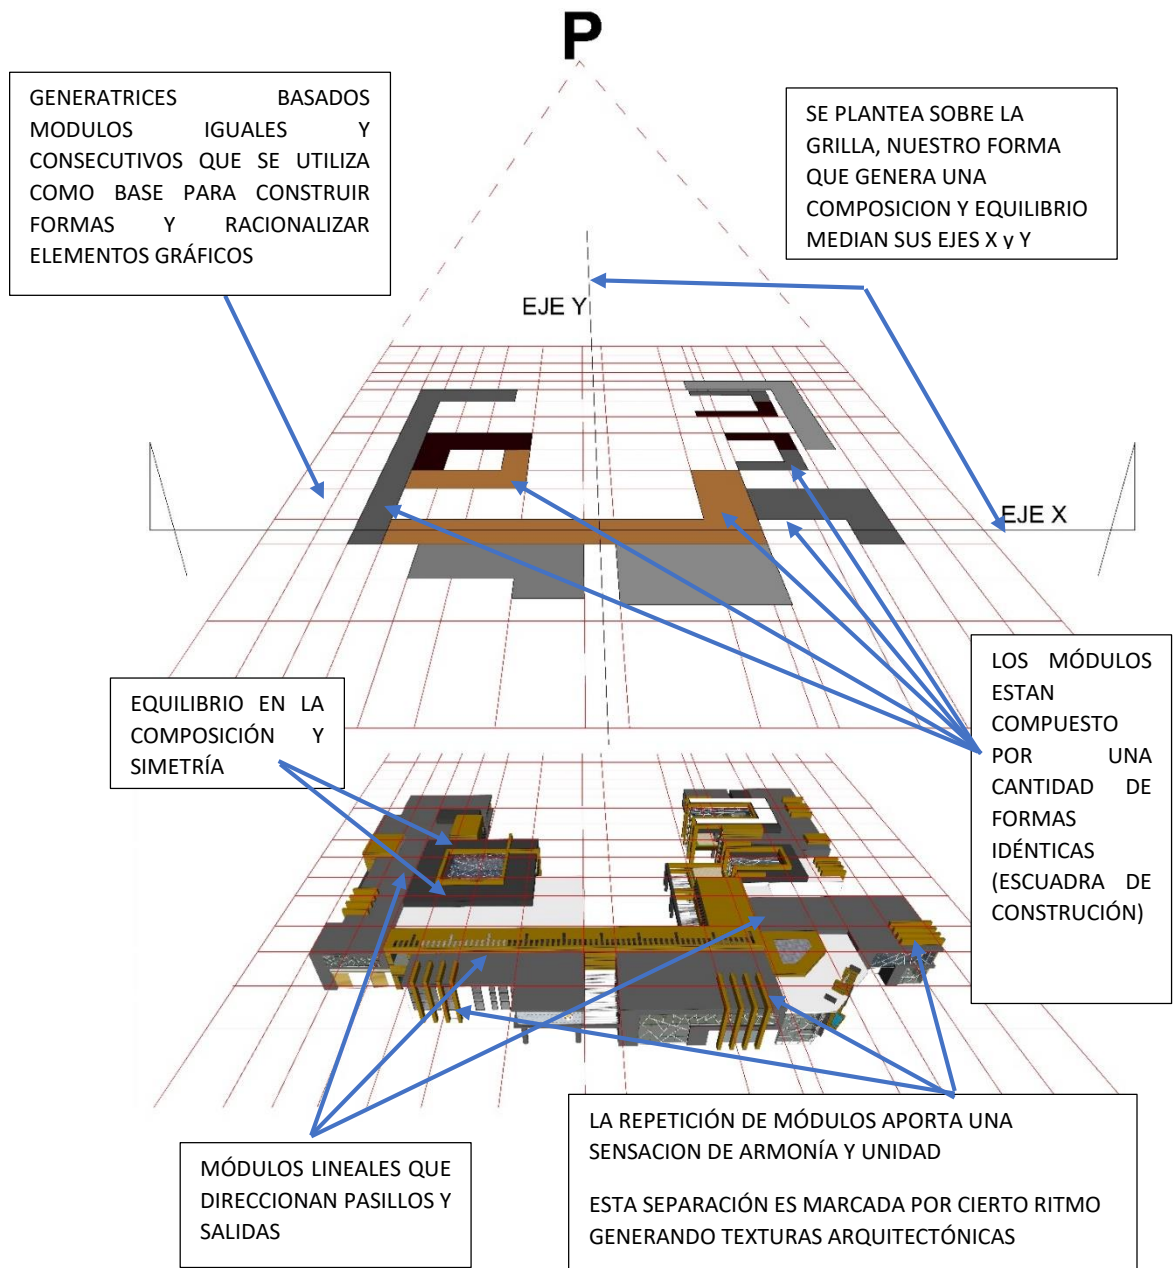 P
GENERATRICES BASADOS
MODULOS IGUALES Y
CONSECUTIVOS QUE SE UTILIZA
COMO BASE PARA CONSTRUIR
FORMAS Y RACIONALIZAR
ELEMENTOS GRÁFICOS
SE PLANTEA SOBRE LA
GRILLA, NUESTRO FORMA
QUE GENERA UNA
COMPOSICION Y EQUILIBRIO
MEDIAN SUS EJES X y Y
EJE Y
EJE X
LOS MÓDULOS
ESTAN
COMPUESTO
POR UNA
CANTIDAD DE
FORMAS
IDÉNTICAS
(ESCUADRA DE
CONSTRUCIÓN)
EQUILIBRIO EN LA
COMPOSICIÓN Y
SIMETRÍA
MÓDULOS LINEALES QUE
DIRECCIONAN PASILLOS Y
SALIDAS
LA REPETICIÓN DE MÓDULOS APORTA UNA
SENSACION DE ARMONÍA Y UNIDAD
ESTA SEPARACIÓN ES MARCADA POR CIERTO RITMO
GENERANDO TEXTURAS ARQUITECTÓNICAS